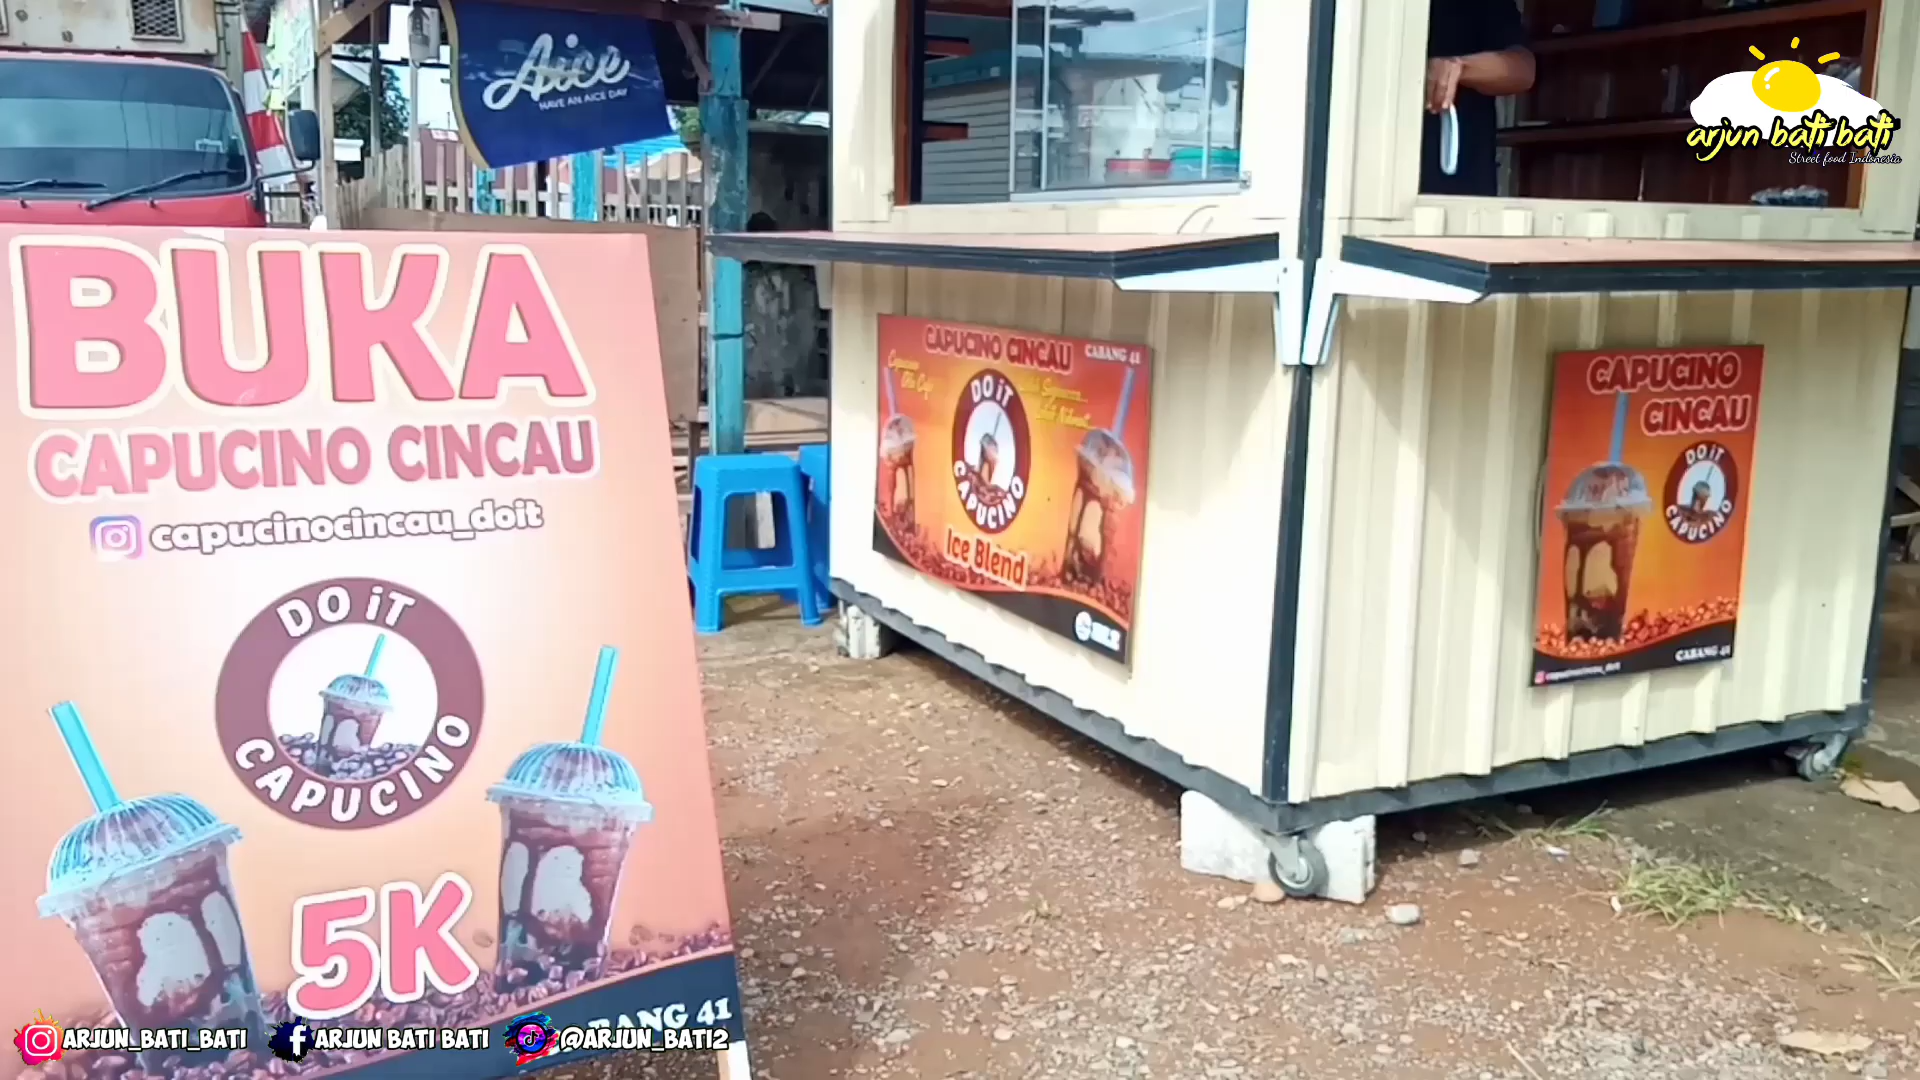 Aice
HAVE AN AICE DAY
arjun bati bati
Street food Indonesia
BUKA
CAPUCINO CINCAU
capucinocincau_doit
DO iT
CAPUCINO
5K
BANG 41
CAPUCINO CINCAU
CABANG 41
DO iT
CAPUCINO
Ice Blend
CAPUCINO
CINCAU
DO iT
CAPUCINO
CABANG 41
capucinocincau_doit
ARJUN_BATI_BATI
ARJUN BATI BATI
@ARJUN_BATI2